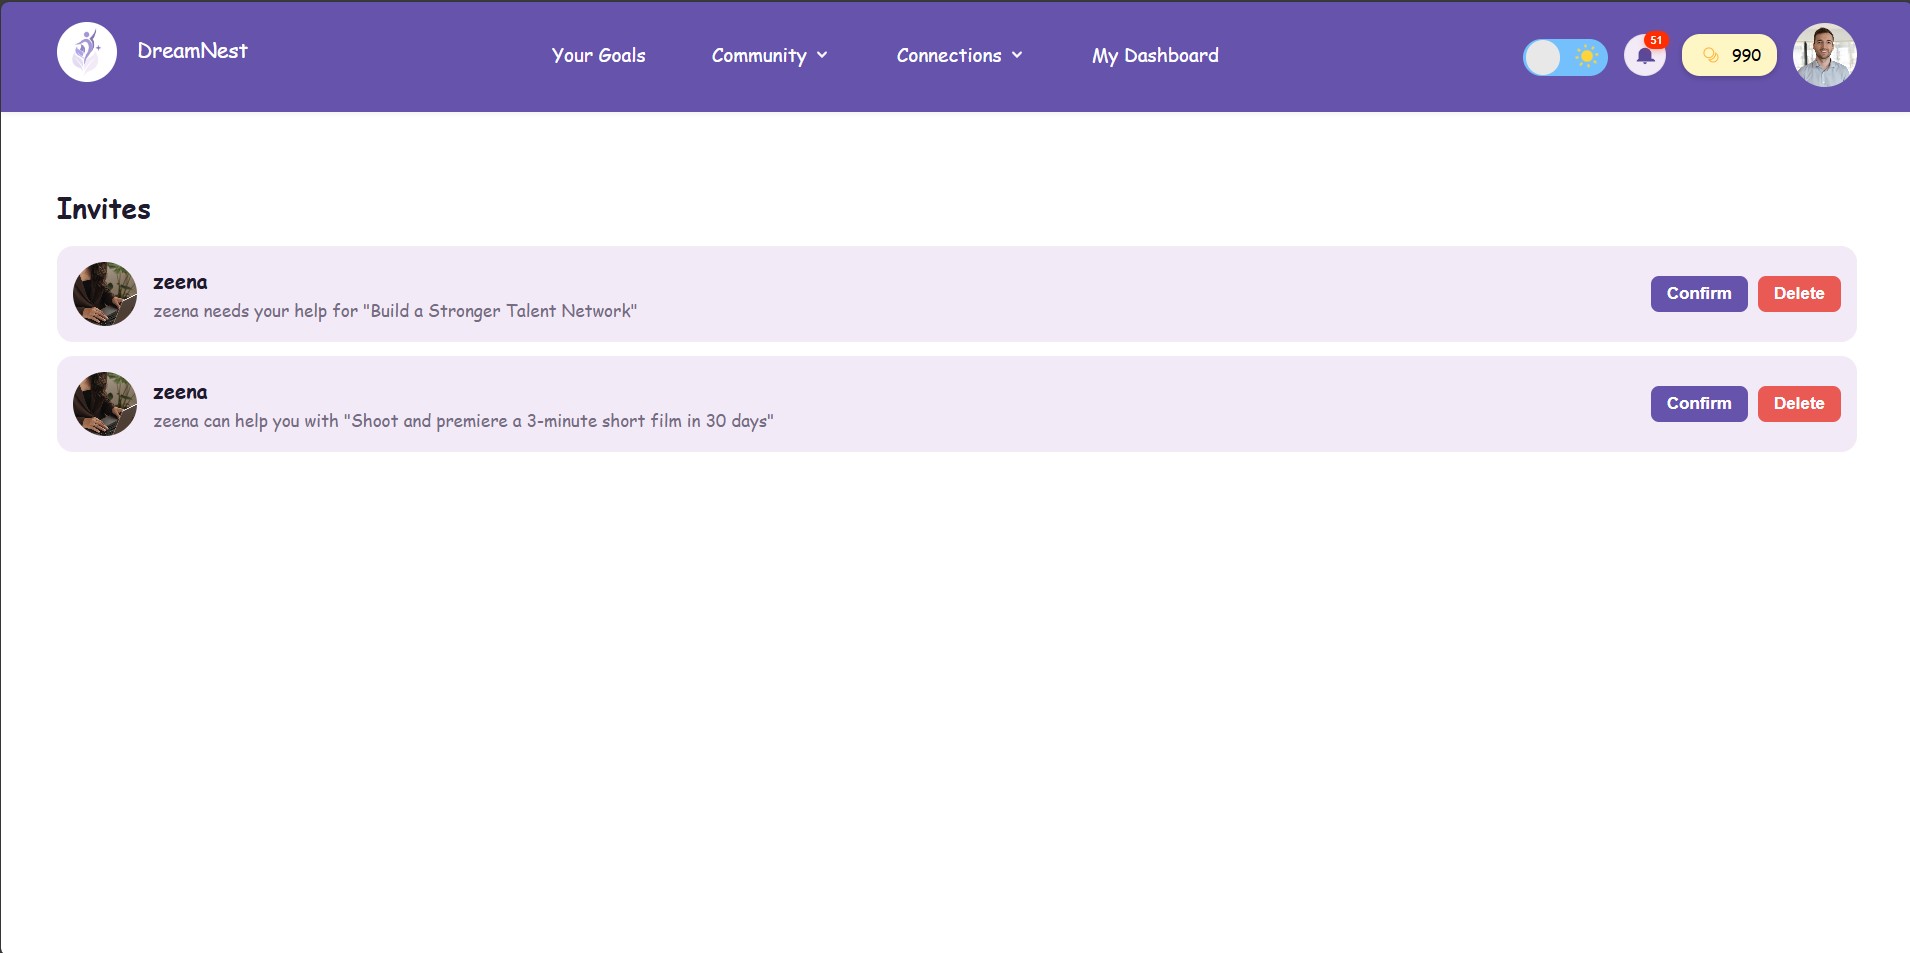 DreamNest
Your Goals
Community
Connections
My Dashboard
51
990
Invites
zeena
zeena needs your help for "Build a Stronger Talent Network"
Confirm
Delete
zeena
zeena can help you with "Shoot and premiere a 3-minute short film in 30 days"
Confirm
Delete